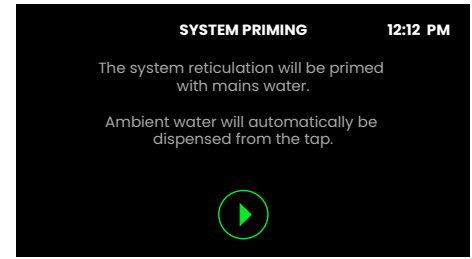 SYSTEM PRIMING 12:12 PM
The system reticulation will be primed
with mains water.
Ambient water will automatically be
dispensed from the tap.